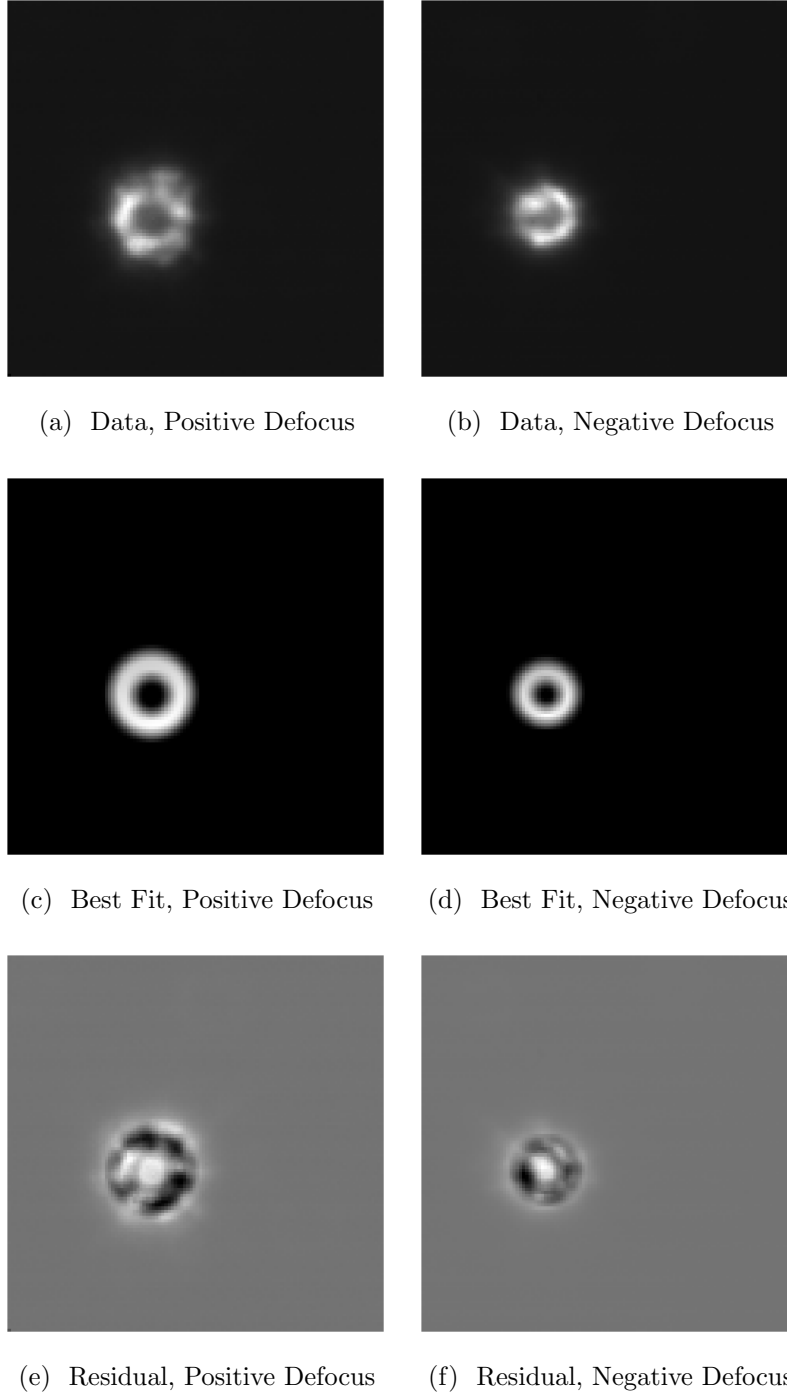 (a) Data, Positive Defocus
(b) Data, Negative Defocus
(c) Best Fit, Positive Defocus
(d) Best Fit, Negative Defocus
(e) Residual, Positive Defocus
(f) Residual, Negative Defocus